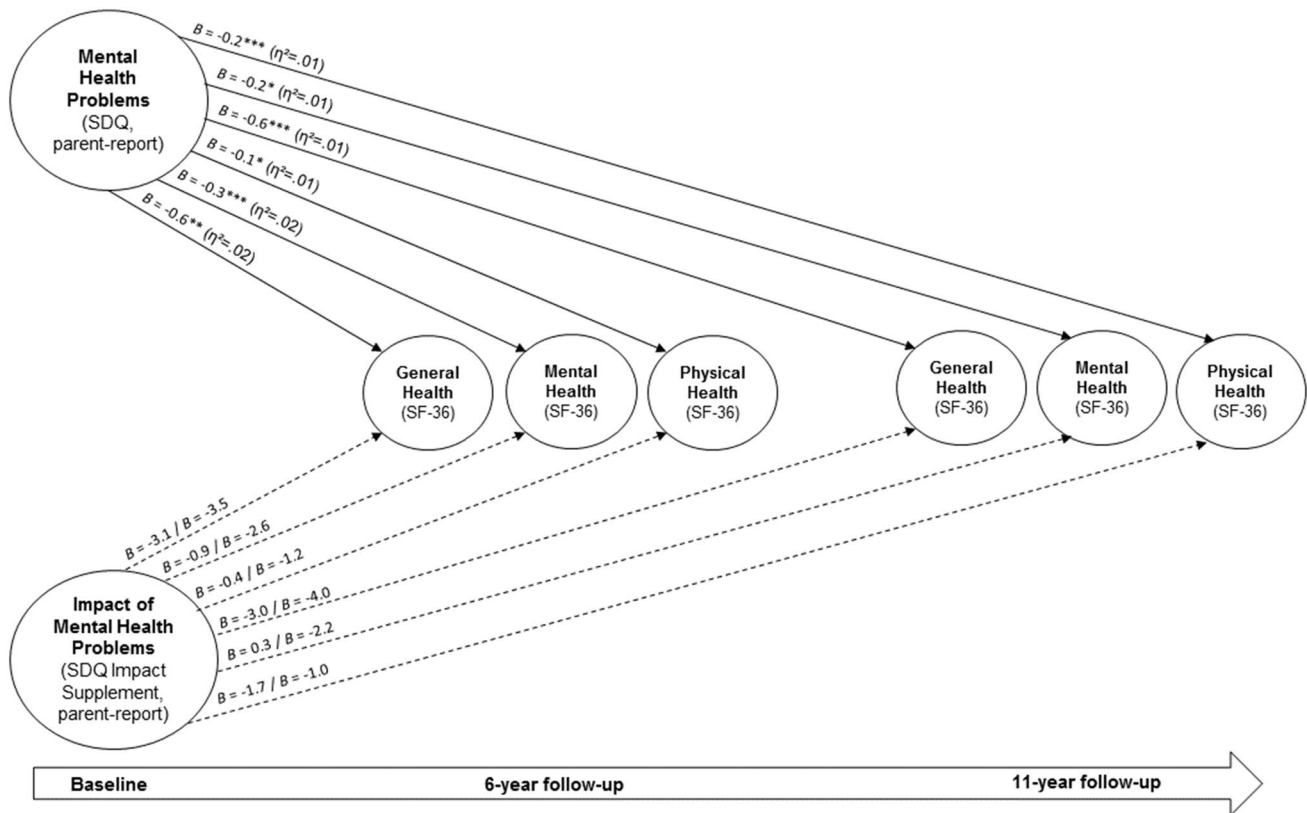 Mental
Health
Problems
(SDQ,
parent-report)
B = -0.2*** (η²=.01)
B = -0.2* (η²=.01)
B = -0.6*** (η²=.01)
B = -0.1* (η²=.01)
B = -0.3*** (η²=.02)
B = -0.6** (η²=.02)
General
Health
(SF-36)
Mental
Health
(SF-36)
Physical
Health
(SF-36)
General
Health
(SF-36)
Mental
Health
(SF-36)
Physical
Health
(SF-36)
B = -3.1 / B = -3.5
B = -0.9 / B = -2.6
B = -0.4 / B = -1.2
B = -3.0 / B = -4.0
B = 0.3 / B = -2.2
B = -1.7 / B = -1.0
Impact of
Mental Health
Problems
(SDQ Impact
Supplement,
parent-report)
Baseline 6-year follow-up 11-year follow-up